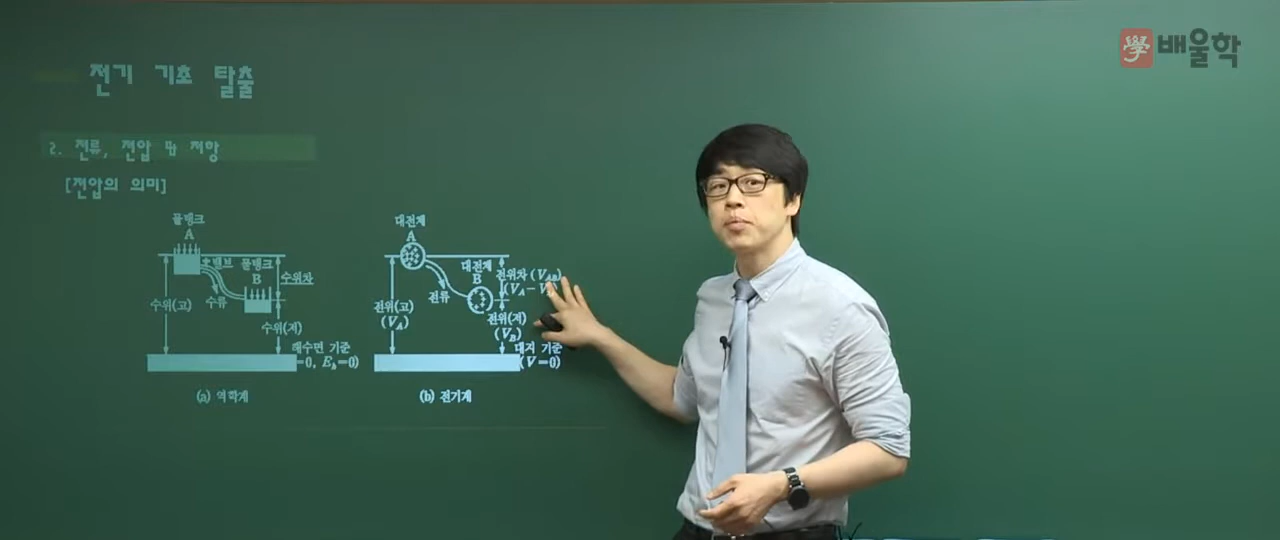 學 배울학
전기 기초 탈출
2. 전류, 전압 및 저항
[전압의 의미]
물탱크
A
밸브
물탱크
B
수위차
수류
수위(고)
수위(저)
해수면 기준
=0, E_h=0)
(a) 역학계
대전체
A
대전체
B
전위차 (V_AB)
(V_A − V
전류
전위(고)
(V_A)
전위(저)
(V_B)
대지 기준
(V=0)
(b) 전기계